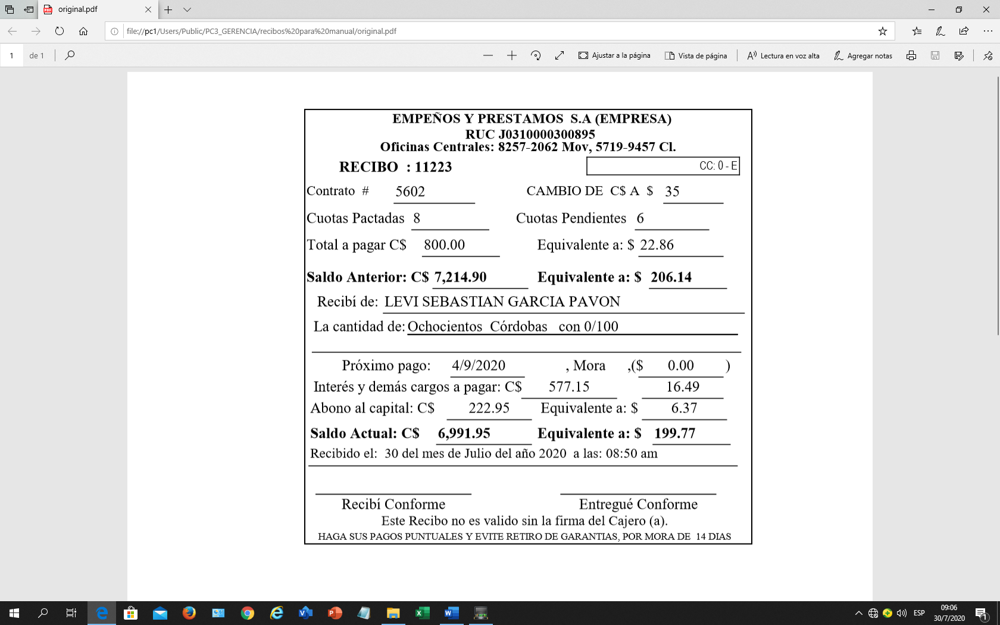 original.pdf
file://pc1/Users/Public/PC3_GERENCIA/recibos%20para%20manual/original.pdf
1 de 1 Ajustar a la página Vista de página Lectura en voz alta Agregar notas
EMPEÑOS Y PRESTAMOS S.A (EMPRESA)
RUC J0310000300895
Oficinas Centrales: 8257-2062 Mov, 5719-9457 Cl.
RECIBO : 11223 CC: 0 - E
Contrato # 5602 CAMBIO DE C$ A $ 35
Cuotas Pactadas 8 Cuotas Pendientes 6
Total a pagar C$ 800.00 Equivalente a: $ 22.86
Saldo Anterior: C$ 7,214.90 Equivalente a: $ 206.14
Recibí de: LEVI SEBASTIAN GARCIA PAVON
La cantidad de: Ochocientos Córdobas con 0/100
Próximo pago: 4/9/2020 , Mora ,($ 0.00 )
Interés y demás cargos a pagar: C$ 577.15 16.49
Abono al capital: C$ 222.95 Equivalente a: $ 6.37
Saldo Actual: C$ 6,991.95 Equivalente a: $ 199.77
Recibido el: 30 del mes de Julio del año 2020 a las: 08:50 am
Recibí Conforme Entregué Conforme
Este Recibo no es valido sin la firma del Cajero (a).
HAGA SUS PAGOS PUNTUALES Y EVITE RETIRO DE GARANTIAS, POR MORA DE 14 DIAS
ESP
09:06
30/7/2020
1